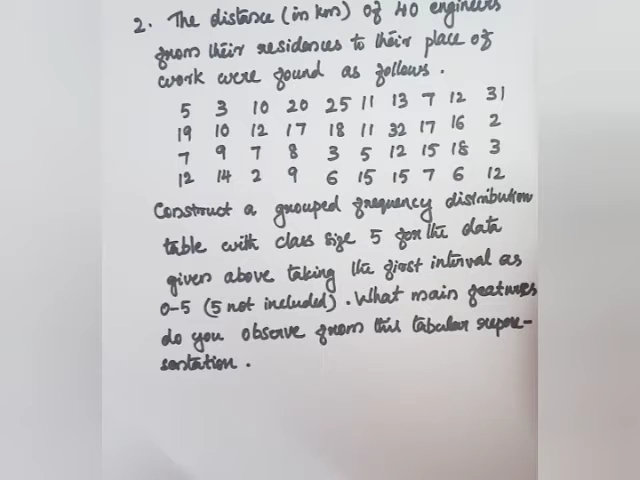 2. The distance (in km) of 40 engineers
from their residences to their place of
work were found as follows.
5 3 10 20 25 11 13 7 12 31
19 10 12 17 18 11 32 17 16 2
7 9 7 8 3 5 12 15 18 3
12 14 2 9 6 15 15 7 6 12
Construct a grouped frequency distribution
table with class size 5 for the data
given above taking the first interval as
0-5 (5 not included). What main features
do you observe from this tabular repre-
sentation.